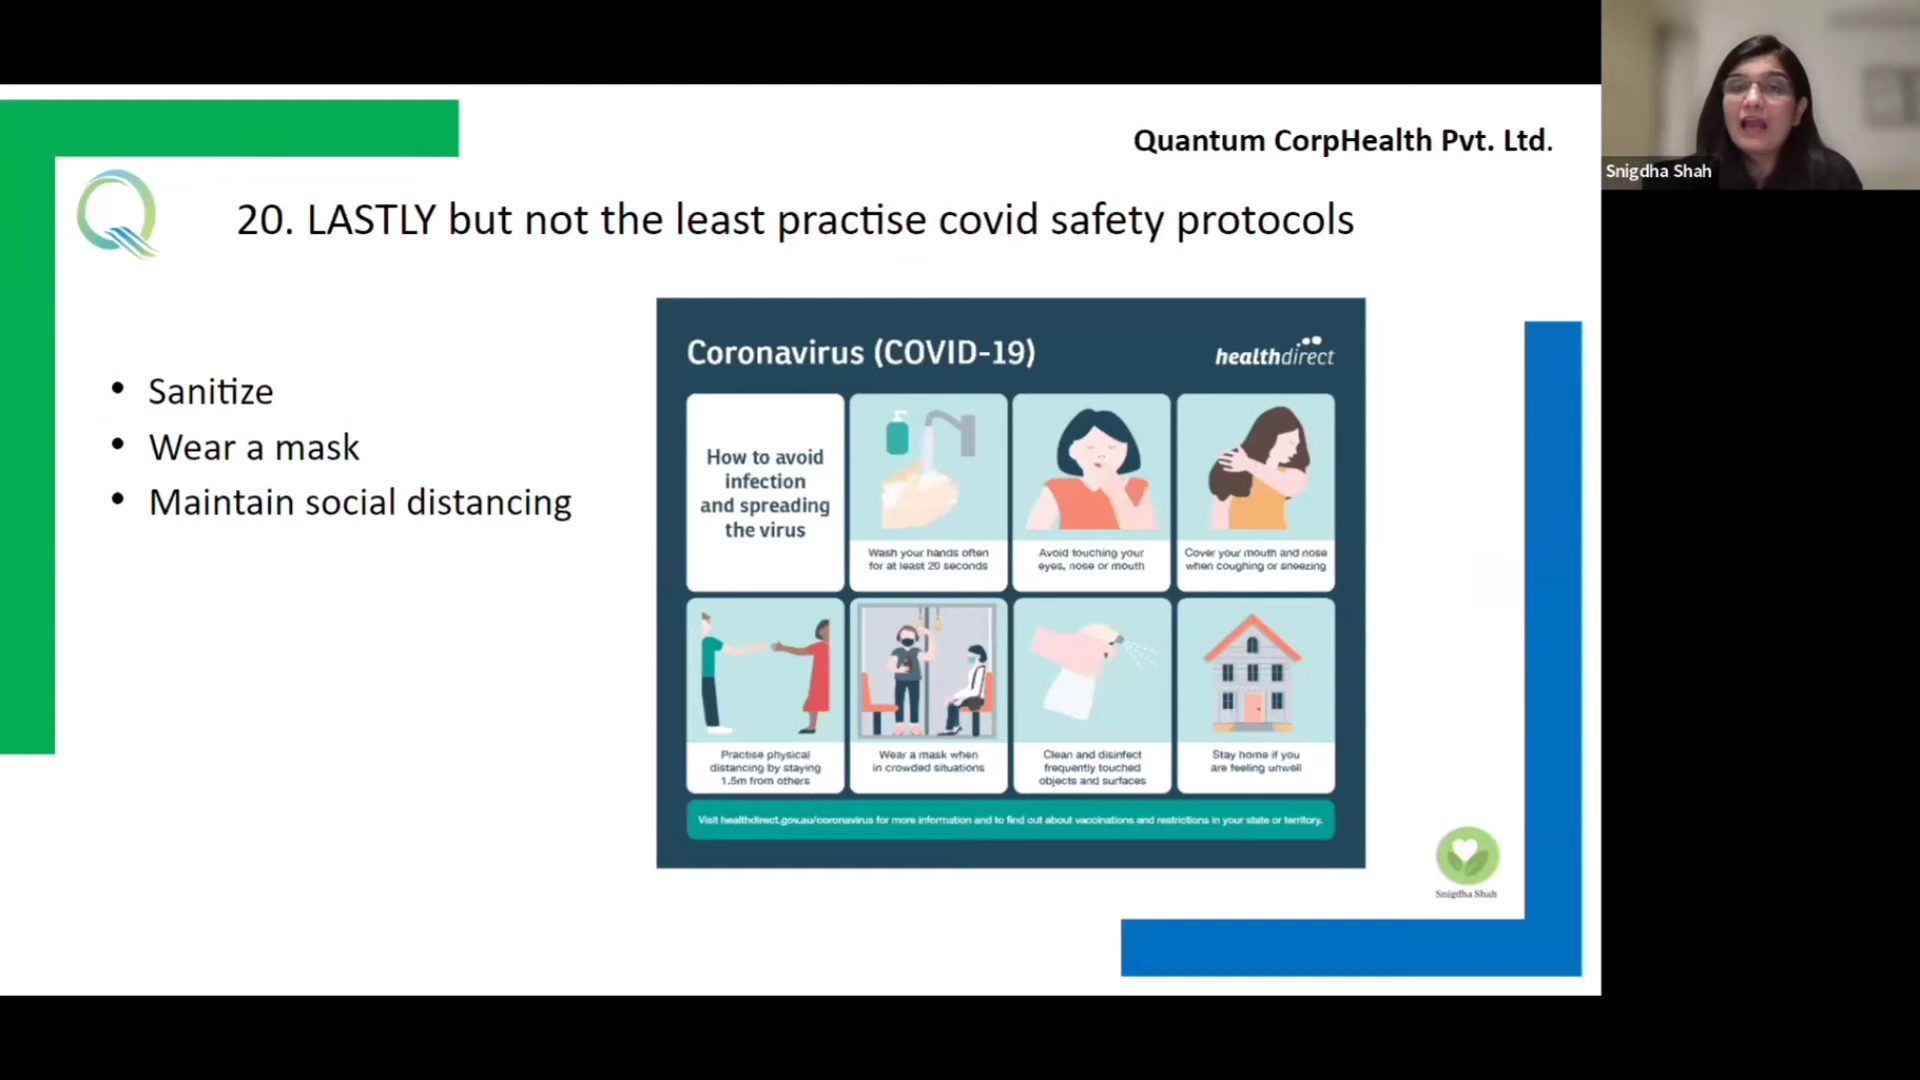 Quantum CorpHealth Pvt. Ltd.
Snigdha Shah
20. LASTLY but not the least practise covid safety protocols
• Sanitize
• Wear a mask
• Maintain social distancing
Coronavirus (COVID-19)
healthdirect
How to avoid
infection
and spreading
the virus
Wash your hands often
for at least 20 seconds
Avoid touching your
eyes, nose or mouth
Cover your mouth and nose
when coughing or sneezing
Practise physical
distancing by staying
1.5m from others
Wear a mask when
in crowded situations
Clean and disinfect
frequently touched
objects and surfaces
Stay home if you
are feeling unwell
Visit healthdirect.gov.au/coronavirus for more information and to find out about vaccinations and restrictions in your state or territory.
Snigdha Shah